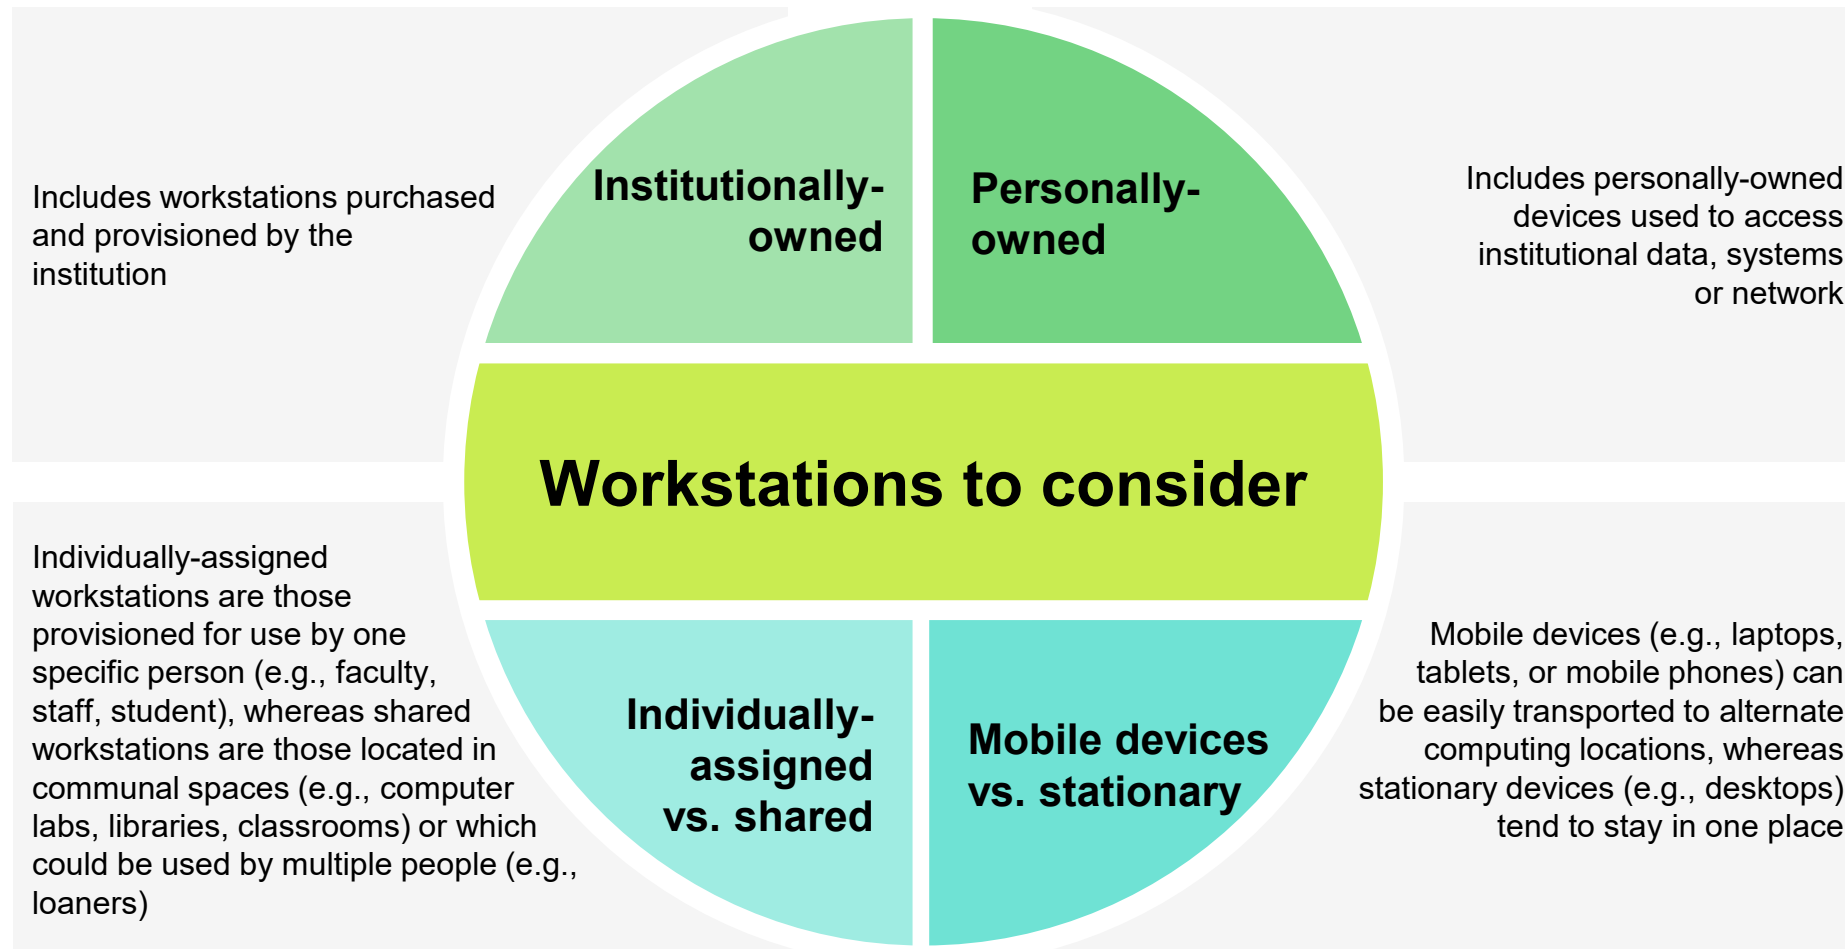 Includes workstations purchased
and provisioned by the
institution
Institutionally-
owned
Personally-
owned
Includes personally-owned
devices used to access
institutional data, systems
or network
Workstations to consider
Individually-assigned
workstations are those
provisioned for use by one
specific person (e.g., faculty,
staff, student), whereas shared
workstations are those located in
communal spaces (e.g., computer
labs, libraries, classrooms) or which
could be used by multiple people (e.g.,
loaners)
Individually-
assigned
vs. shared
Mobile devices
vs. stationary
Mobile devices (e.g., laptops,
tablets, or mobile phones) can
be easily transported to alternate
computing locations, whereas
stationary devices (e.g., desktops)
tend to stay in one place